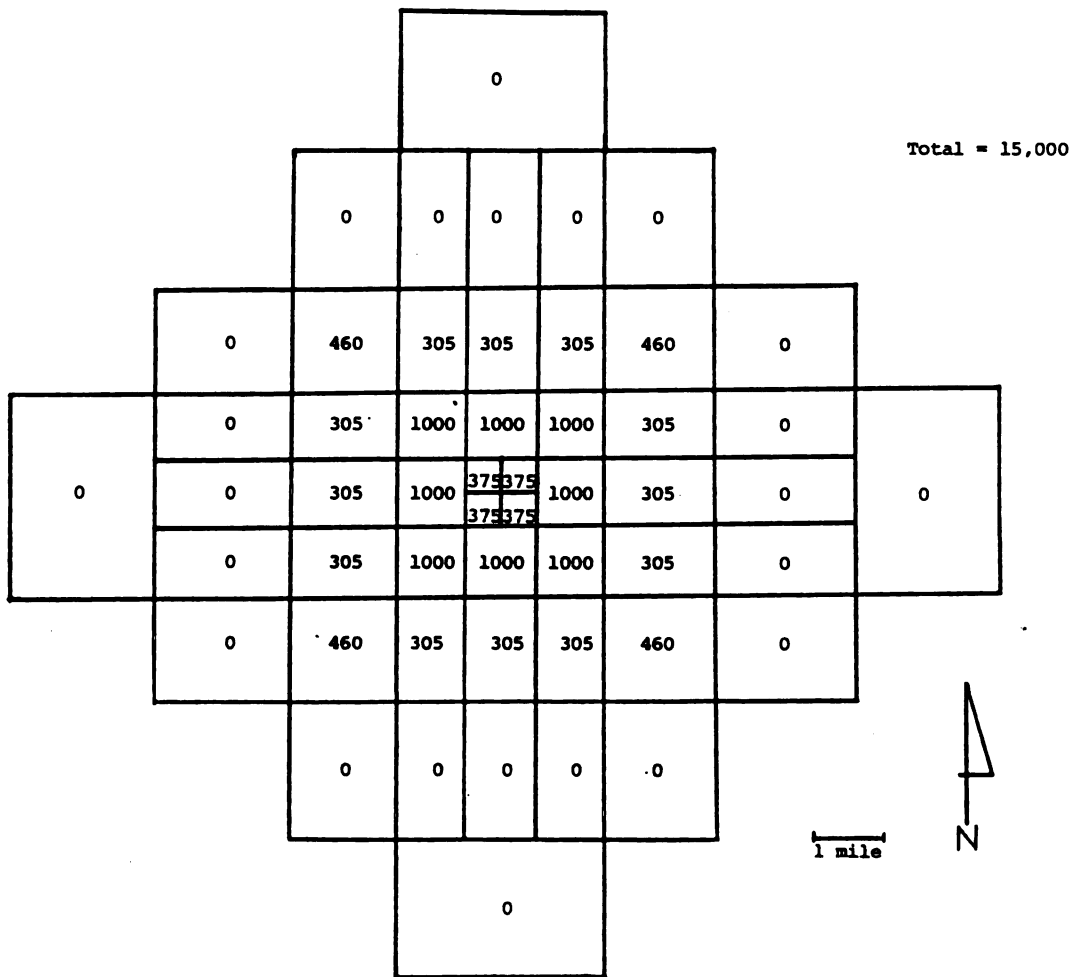 0
Total = 15,000
0 0 0 0 0
0 460 305 305 305 460 0
0 305 1000 1000 1000 305 0
375 375
0 0 305 1000 1000 305 0 0
375 375
0 305 1000 1000 1000 305 0
0 460 305 305 305 460 0
0 0 0 0 0
1 mile
N
0